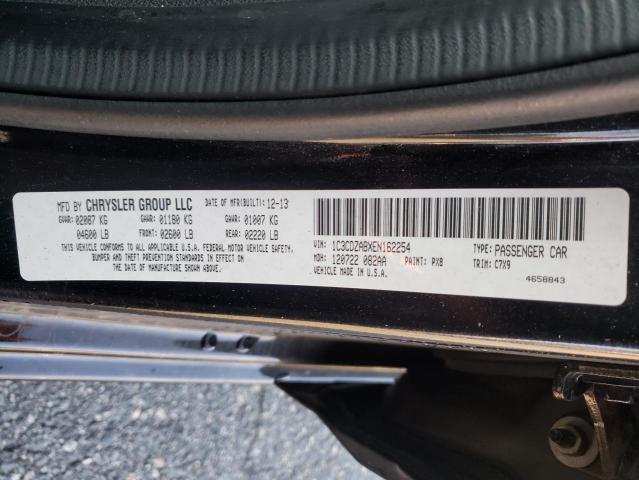 MFD BY CHRYSLER GROUP LLC DATE OF MFR(BUILT): 12-13
GVWR: 02087 KG GAWR: 01180 KG GAWR: 01007 KG
04600 LB FRONT: 02600 LB REAR: 02220 LB
THIS VEHICLE CONFORMS TO ALL APPLICABLE
U.S.A. FEDERAL MOTOR VEHICLE SAFETY,
BUMPER, AND THEFT PREVENTION STANDARDS IN EFFECT
ON THE DATE OF MANUFACTURE SHOWN ABOVE.
VIN: 1C3CDZABXEN162254 TYPE: PASSENGER CAR
MDH: 120722 082AA PAINT: PX8 TRIM: C7X9
VEHICLE MADE IN U.S.A.
4658843